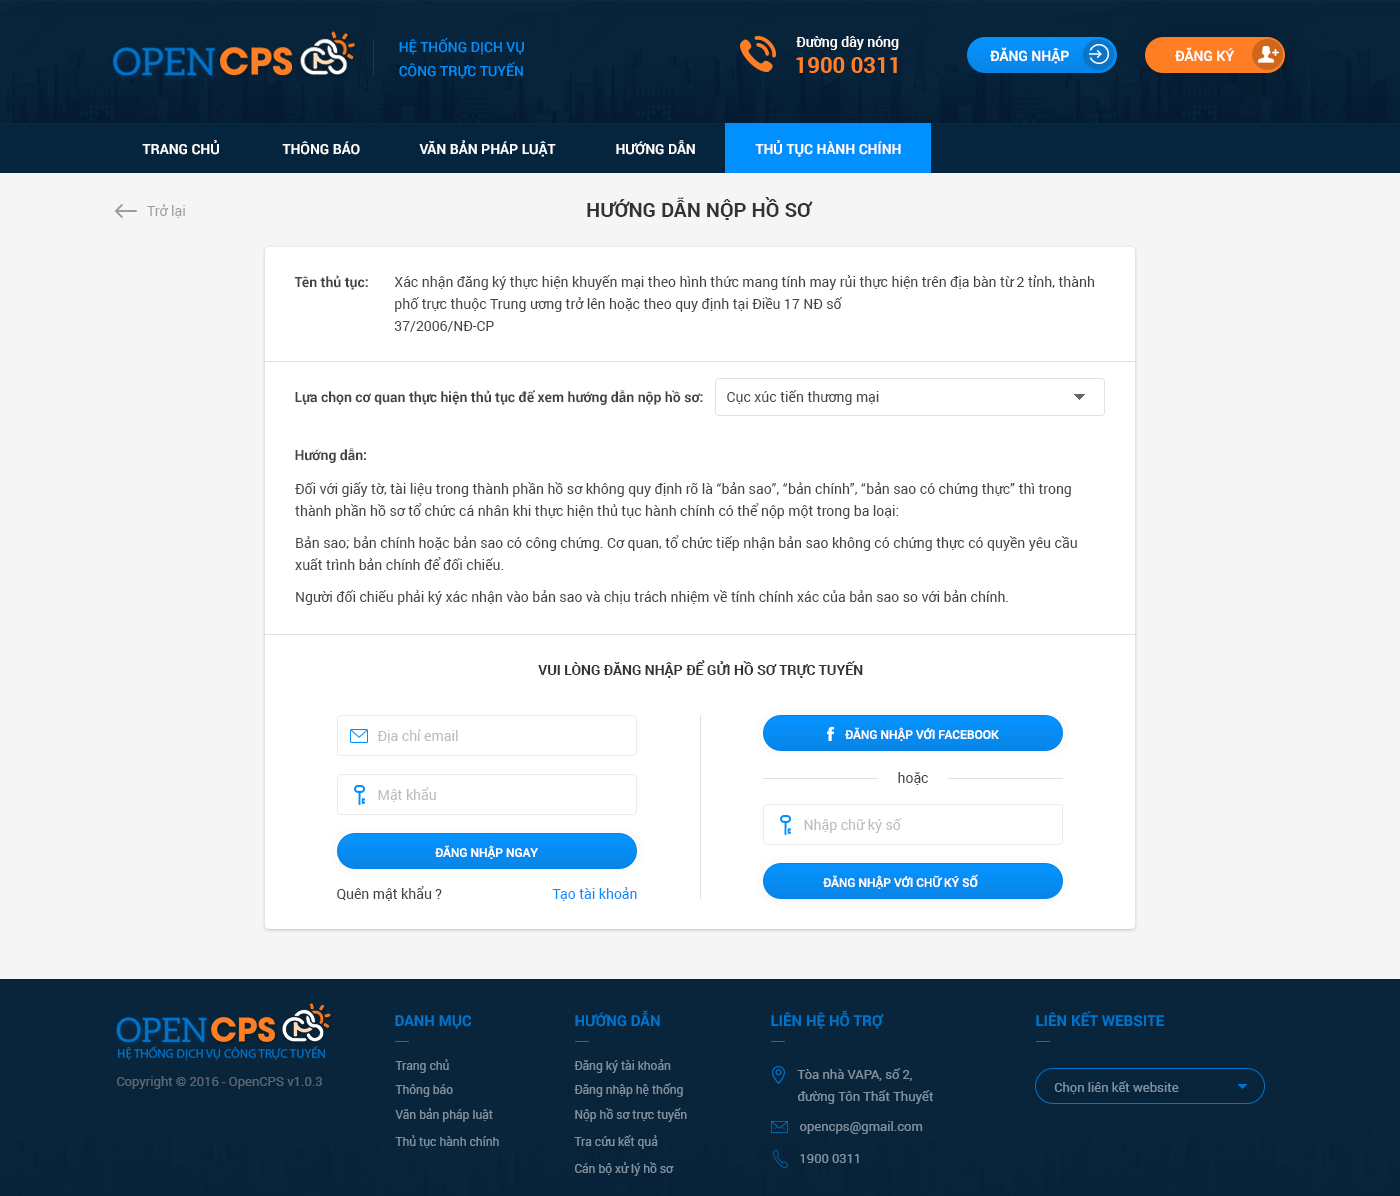 OPENCPS
HỆ THỐNG DỊCH VỤ
CÔNG TRỰC TUYẾN
Đường dây nóng
1900 0311
ĐĂNG NHẬP
ĐĂNG KÝ
TRANG CHỦ
THÔNG BÁO
VĂN BẢN PHÁP LUẬT
HƯỚNG DẪN
THỦ TỤC HÀNH CHÍNH
Trở lại
HƯỚNG DẪN NỘP HỒ SƠ
Tên thủ tục:
Xác nhận đăng ký thực hiện khuyến mại theo hình thức mang tính may rủi thực hiện trên địa bàn từ 2 tỉnh, thành
phố trực thuộc Trung ương trở lên hoặc theo quy định tại Điều 17 NĐ số
37/2006/NĐ-CP
Lựa chọn cơ quan thực hiện thủ tục để xem hướng dẫn nộp hồ sơ:
Cục xúc tiến thương mại
Hướng dẫn:
Đối với giấy tờ, tài liệu trong thành phần hồ sơ không quy định rõ là “bản sao”, “bản chính”, “bản sao có chứng thực” thì trong
thành phần hồ sơ tổ chức cá nhân khi thực hiện thủ tục hành chính có thể nộp một trong ba loại:
Bản sao; bản chính hoặc bản sao có công chứng. Cơ quan, tổ chức tiếp nhận bản sao không có chứng thực có quyền yêu cầu
xuất trình bản chính để đối chiếu.
Người đối chiếu phải ký xác nhận vào bản sao và chịu trách nhiệm về tính chính xác của bản sao so với bản chính.
VUI LÒNG ĐĂNG NHẬP ĐỂ GỬI HỒ SƠ TRỰC TUYẾN
Địa chỉ email
Mật khẩu
ĐĂNG NHẬP NGAY
Quên mật khẩu ?
Tạo tài khoản
ĐĂNG NHẬP VỚI FACEBOOK
hoặc
Nhập chữ ký số
ĐĂNG NHẬP VỚI CHỮ KÝ SỐ
OPENCPS
HỆ THỐNG DỊCH VỤ CÔNG TRỰC TUYẾN
Copyright © 2016 - OpenCPS v1.0.3
DANH MỤC
Trang chủ
Thông báo
Văn bản pháp luật
Thủ tục hành chính
HƯỚNG DẪN
Đăng ký tài khoản
Đăng nhập hệ thống
Nộp hồ sơ trực tuyến
Tra cứu kết quả
Cán bộ xử lý hồ sơ
LIÊN HỆ HỖ TRỢ
Tòa nhà VAPA, số 2,
đường Tôn Thất Thuyết
opencps@gmail.com
1900 0311
LIÊN KẾT WEBSITE
Chọn liên kết website